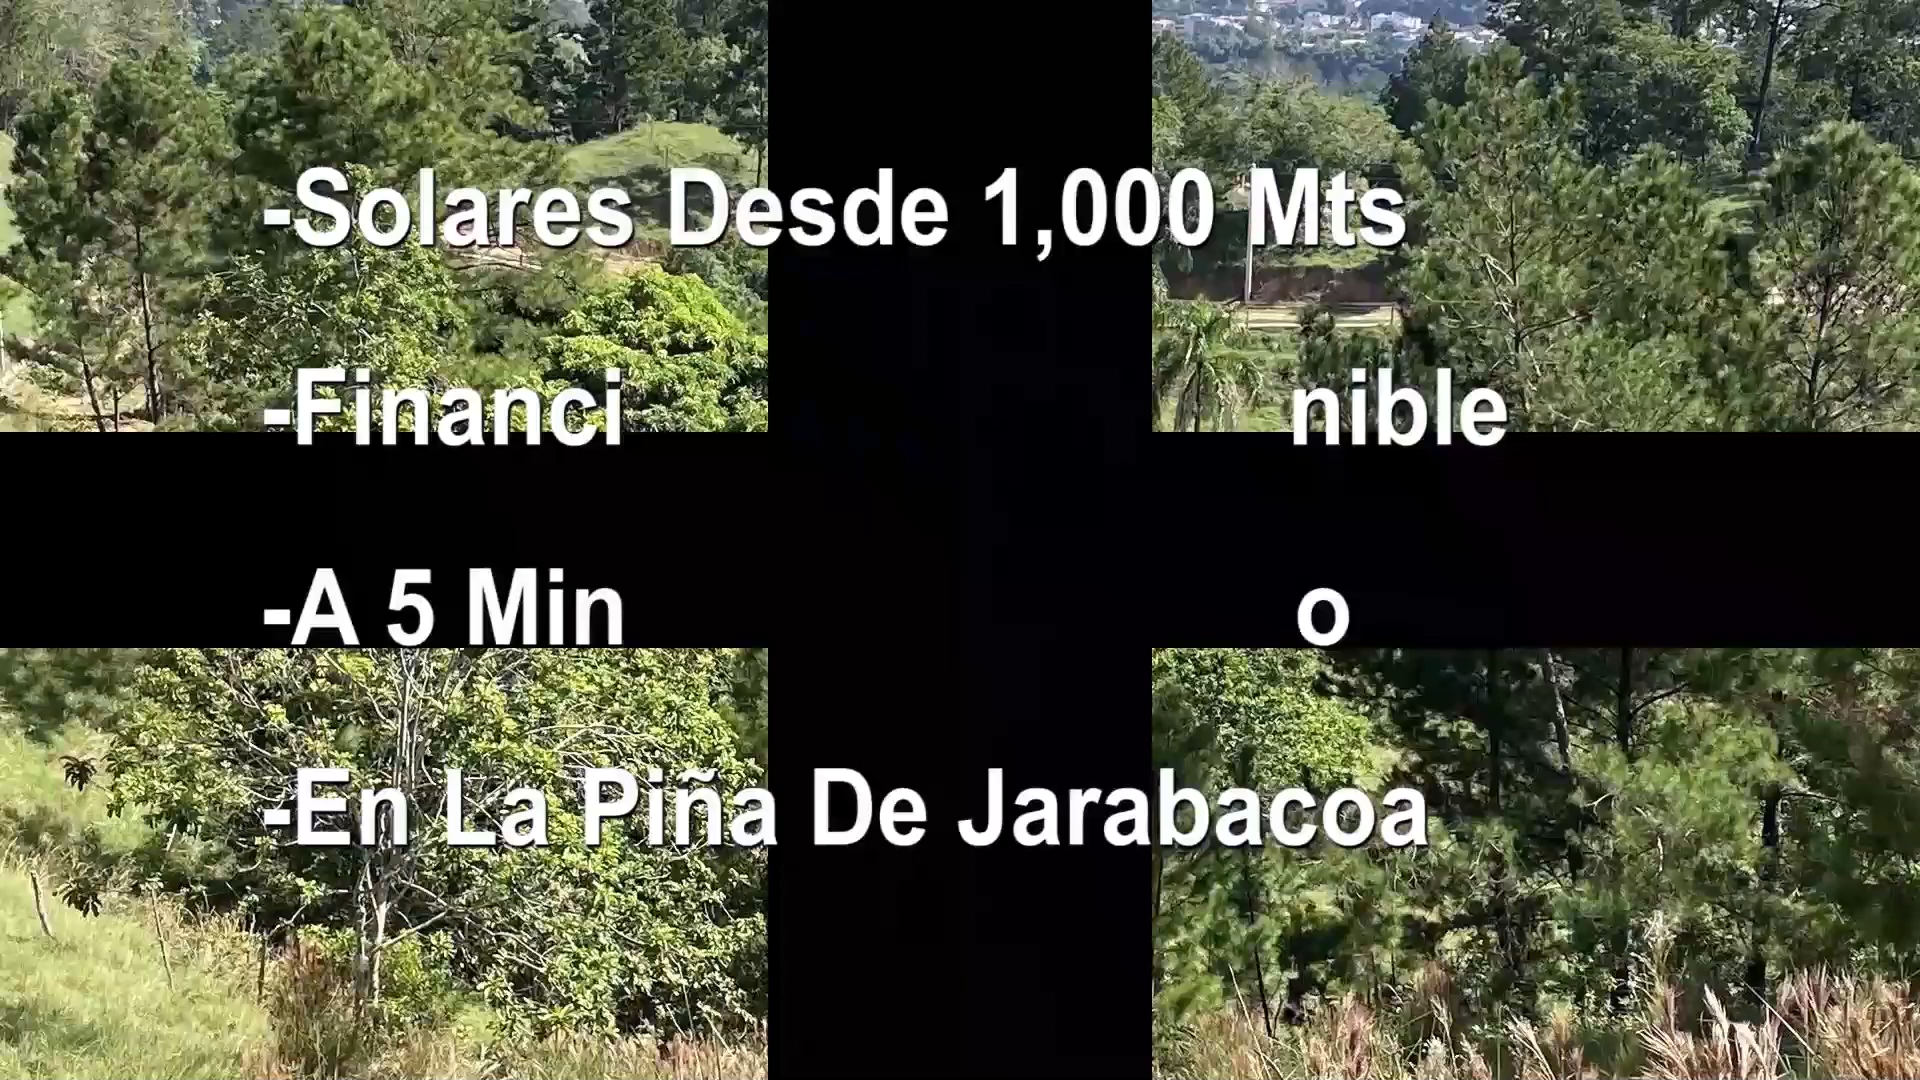 -Solares Desde 1,000 Mts
-Financi nible
-A 5 Min o
-En La Piña De Jarabacoa